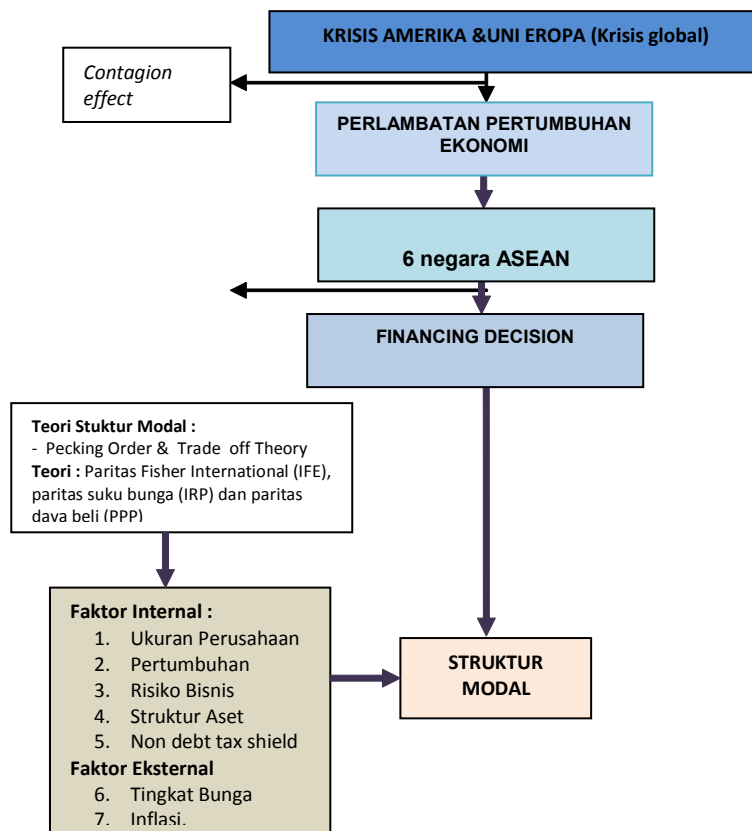 KRISIS AMERIKA &UNI EROPA (Krisis global)
Contagion
effect
PERLAMBATAN PERTUMBUHAN
EKONOMI
6 negara ASEAN
FINANCING DECISION
Teori Stuktur Modal :
- Pecking Order & Trade off Theory
Teori : Paritas Fisher International (IFE),
paritas suku bunga (IRP) dan paritas
daya beli (PPP)
Faktor Internal :
1. Ukuran Perusahaan
2. Pertumbuhan
3. Risiko Bisnis
4. Struktur Aset
5. Non debt tax shield
Faktor Eksternal
6. Tingkat Bunga
7. Inflasi.
STRUKTUR
MODAL